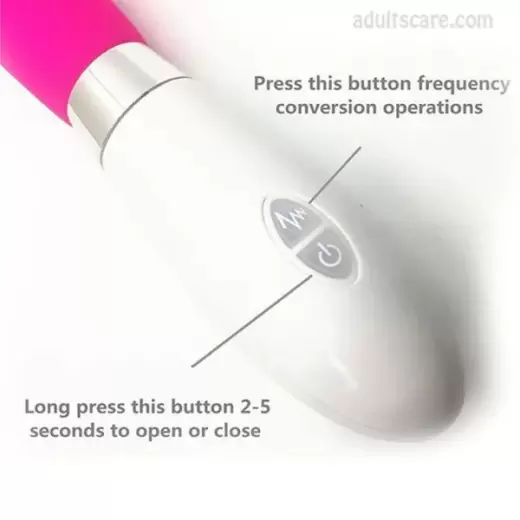 adultscare.com
Press this button frequency
conversion operations
Long press this button 2-5
seconds to open or close